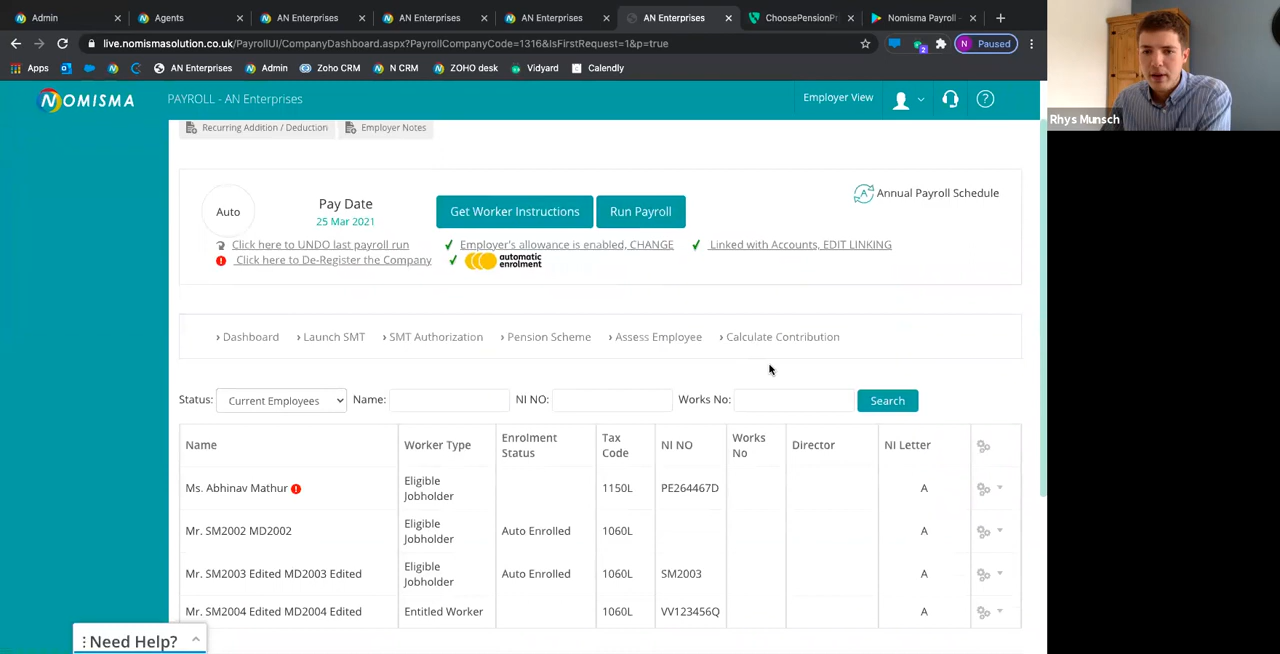 Admin
Agents
AN Enterprises
AN Enterprises
AN Enterprises
AN Enterprises
ChoosePensionPr
Nomisma Payroll -
live.nomismasolution.co.uk/PayrollUI/CompanyDashboard.aspx?PayrollCompanyCode=1316&IsFirstRequest=1&p=true
2
N Paused
Apps AN Enterprises Admin Zoho CRM N CRM ZOHO desk Vidyard Calendly
NOMISMA PAYROLL - AN Enterprises Employer View
Rhys Munsch
Recurring Addition / Deduction Employer Notes
Auto
Pay Date
25 Mar 2021
Get Worker Instructions Run Payroll
Annual Payroll Schedule
Click here to UNDO last payroll run Employer's allowance is enabled, CHANGE Linked with Accounts, EDIT LINKING
Click here to De-Register the Company automatic enrolment
› Dashboard › Launch SMT › SMT Authorization › Pension Scheme › Assess Employee › Calculate Contribution
Status: Current Employees Name: NI NO: Works No: Search
Name Worker Type Enrolment Status Tax Code NI NO Works No Director NI Letter
Ms. Abhinav Mathur Eligible Jobholder 1150L PE264467D A
Mr. SM2002 MD2002 Eligible Jobholder Auto Enrolled 1060L A
Mr. SM2003 Edited MD2003 Edited Eligible Jobholder Auto Enrolled 1060L SM2003 A
Mr. SM2004 Edited MD2004 Edited Entitled Worker 1060L VV123456Q A
Need Help?